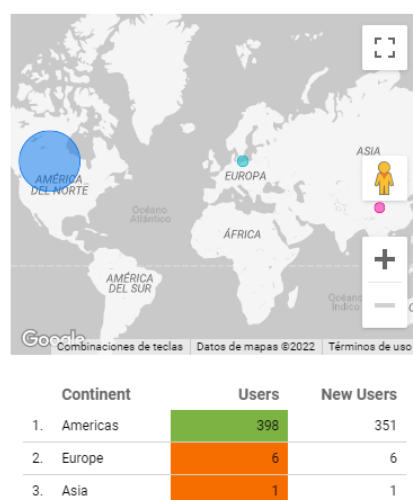 ASIA
AMÉRICA
DEL NORTE
EUROPA
Océano
Atlántico
ÁFRICA
AMÉRICA
DEL SUR
Océano
Índico
Google
Combinaciones de teclas Datos de mapas ©2022 Términos de uso
Continent Users New Users
1. Americas 398 351
2. Europe 6 6
3. Asia 1 1